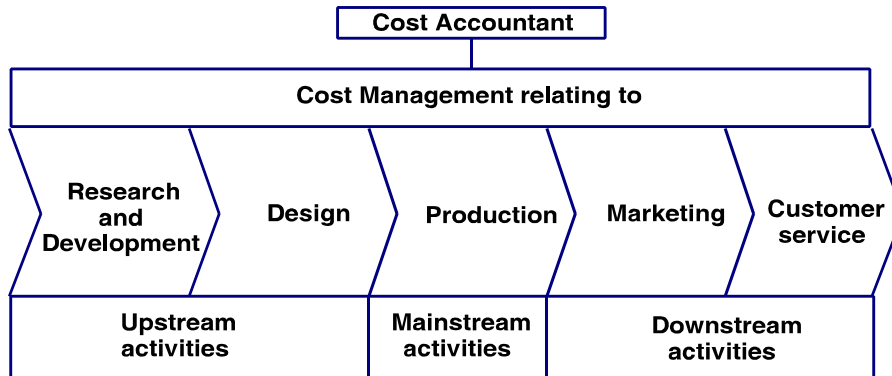 Cost Accountant
Cost Management relating to
Research
and
Development
Design
Production
Marketing
Customer
service
Upstream
activities
Mainstream
activities
Downstream
activities